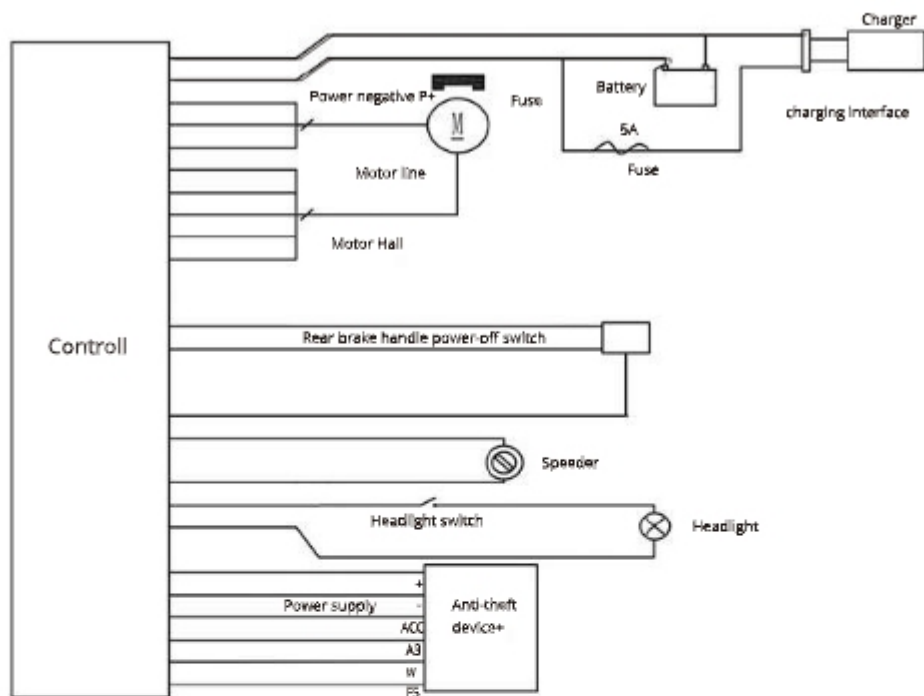 Charger
Power negative P+
Fuse
Battery
charging interface
5A
Fuse
M
Motor line
Motor Hall
Controll
Rear brake handle power-off switch
Speeder
Headlight switch
Headlight
+
Power supply
-
Anti-theft
device+
ACC
A3
W
FS